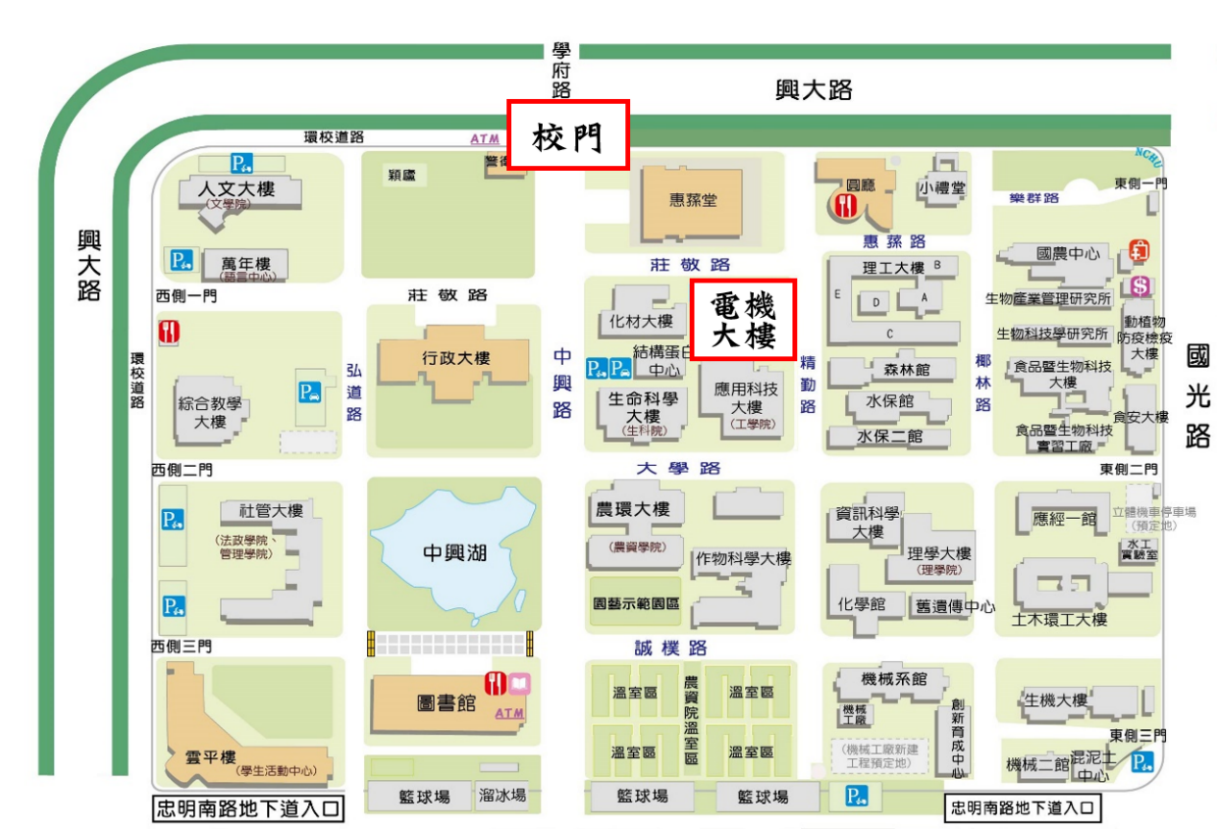 學府路
興大路
校門
環校道路
ATM
NCHU
警衛
穎廬
人文大樓
(文學院)
惠蓀堂
圓廳
小禮堂
東側一門
樂群路
興大路
萬年樓
(語言中心)
惠蓀路
國農中心
莊敬路
理工大樓
B
西側一門
莊敬路
電機
大樓
E
D
A
C
生物產業管理研究所
化材大樓
生物科技學研究所
動植物
防疫檢疫
大樓
環校道路
弘道路
行政大樓
中興路
結構蛋白
中心
精勤路
森林館
椰林路
食品暨生物科技
大樓
國光路
綜合教學
大樓
生命科學
大樓
(生科院)
應用科技
大樓
(工學院)
水保館
水保二館
食安大樓
食品暨生物科技
實習工廠
西側二門
大學路
東側二門
社管大樓
(法政學院、
管理學院)
中興湖
農環大樓
(農資學院)
作物科學大樓
資訊科學
大樓
理學大樓
(理學院)
應經一館
立體機車停車場
(預定地)
水工
實驗室
園藝示範園區
化學館
舊遺傳中心
土木環工大樓
西側三門
誠樸路
圖書館
ATM
溫室區
農資院溫室區
溫室區
機械系館
機械
工廠
創新育成中心
生機大樓
東側三門
雲平樓
(學生活動中心)
溫室區
溫室區
(機械工廠新建
工程預定地)
機械二館
混泥土
中心
忠明南路地下道入口
籃球場
溜冰場
籃球場
籃球場
忠明南路地下道入口